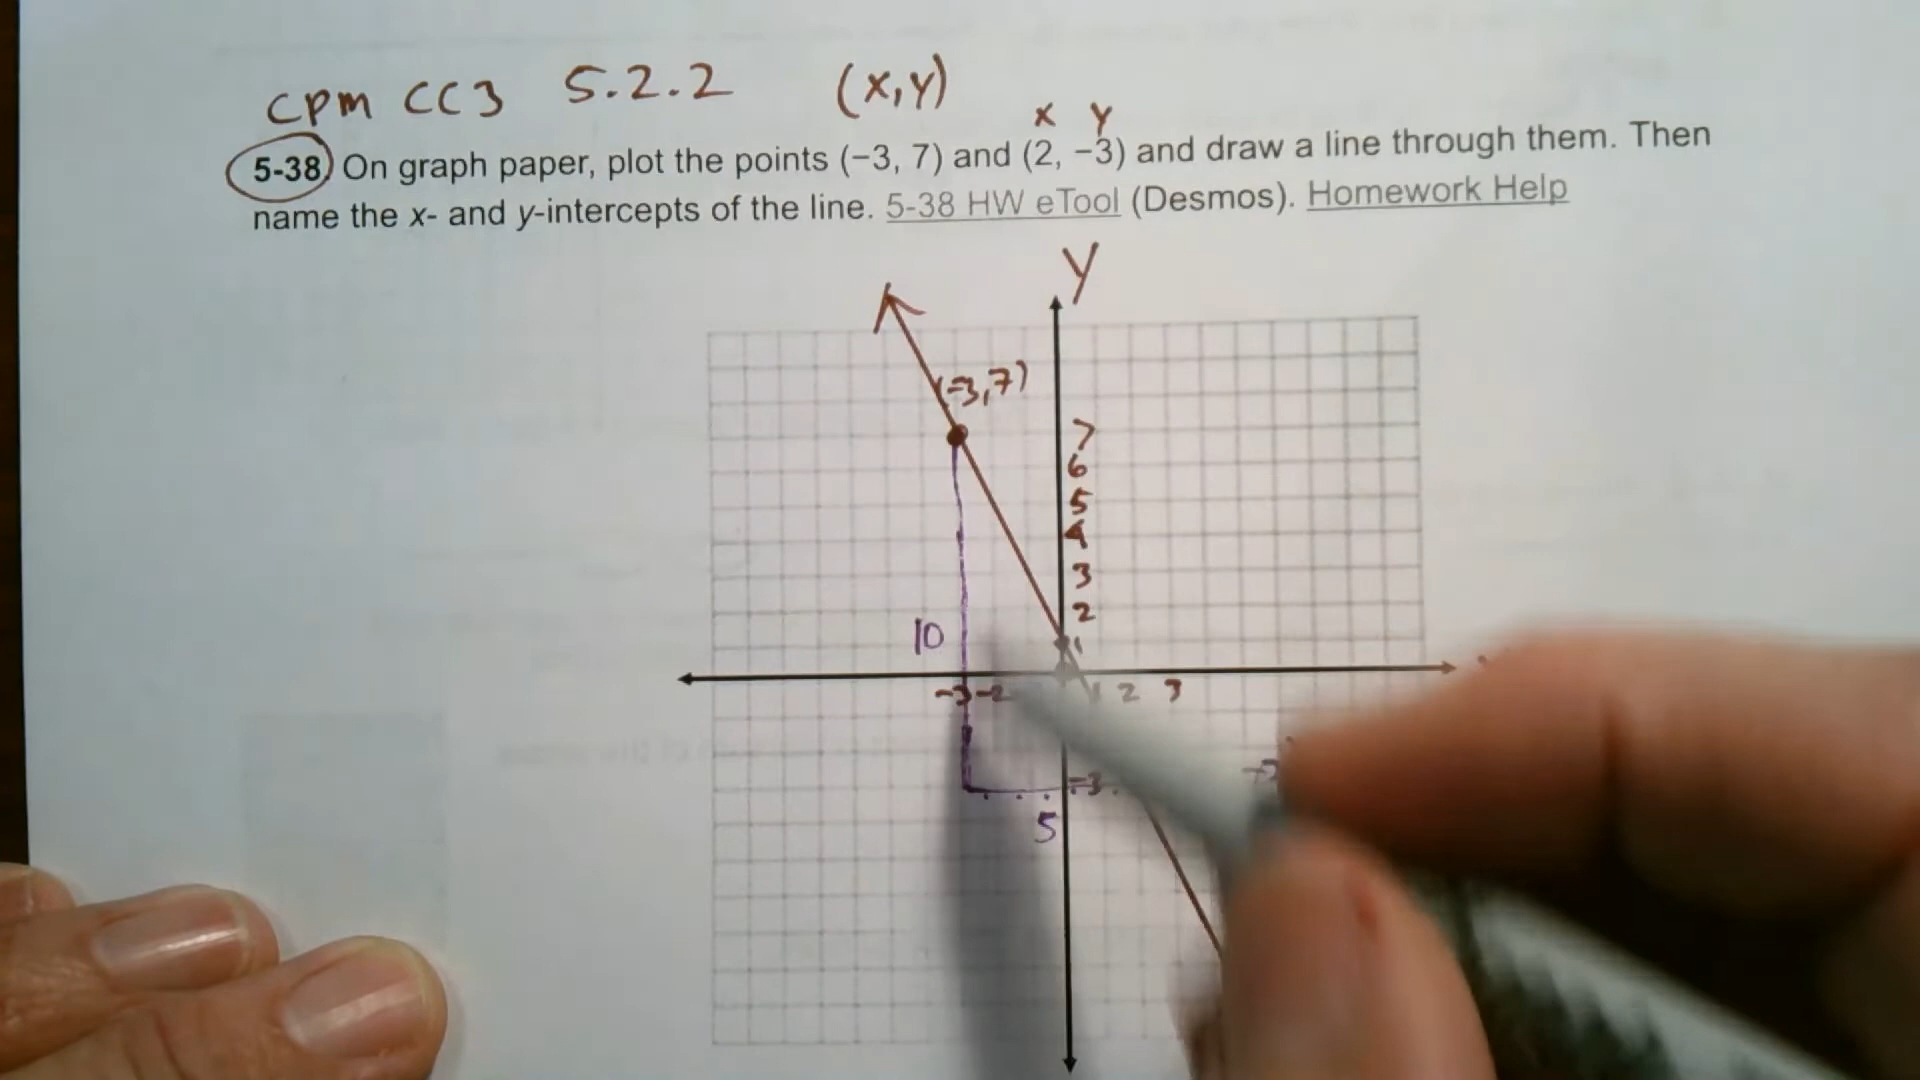 cpm CC3 5.2.2 (x,y)
x y
5-38. On graph paper, plot the points (−3, 7) and (2, −3) and draw a line through them. Then
name the x- and y-intercepts of the line. 5-38 HW eTool (Desmos). Homework Help
y
(-3,7)
7
6
5
4
3
2
1
10
-3 -2 1 2 3
-3
5